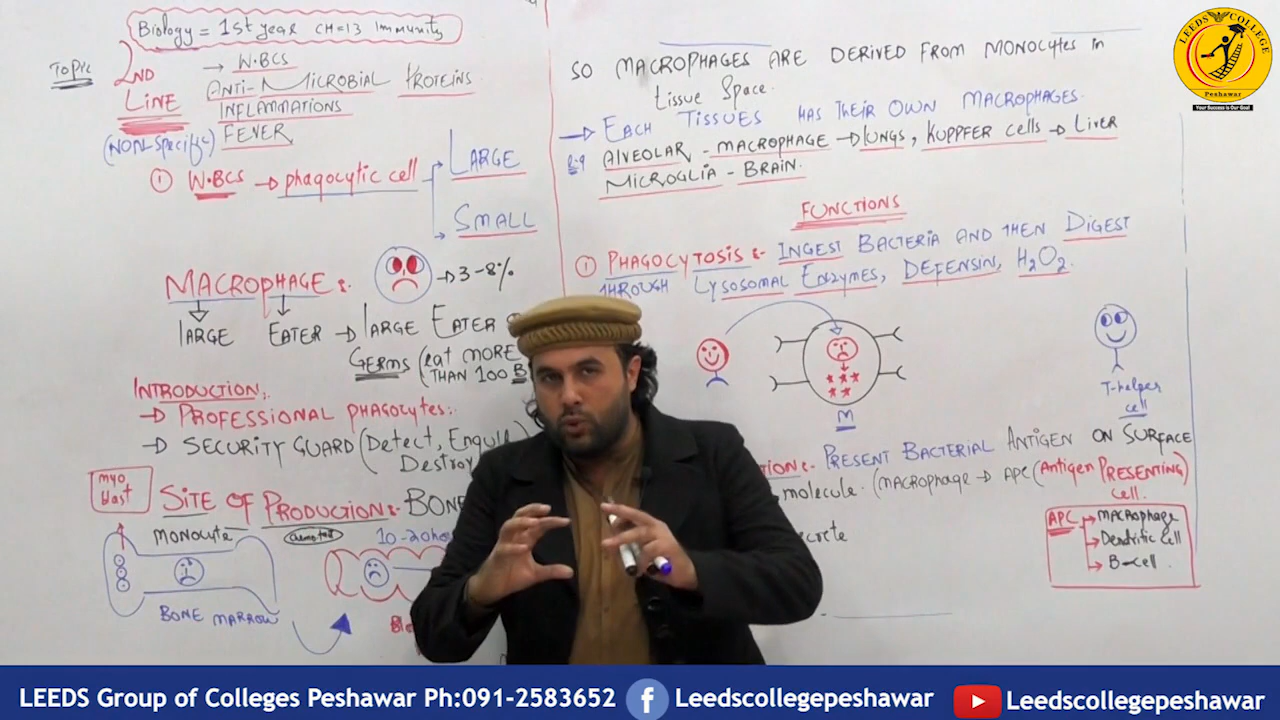 Biology = 1st year CH=13 Immunity
TOPIC
2ND
LINE
(NON-Specific)
→ W.BCS
ANTI-MICROBIAL PROTEINS
INFLAMMATIONS
FEVER
① W.BCS → phagocytic cell
LARGE
SMALL
MACROPHAGE :-
→ 3-8%
LARGE EATER → LARGE EATER
GERMS (eat MORE
THAN 100 B
INTRODUCTION:.
→ PROFESSIONAL PHAGOCYTES:.
→ SECURITY GUARD (Detect, Engulf)
Destroy
myo
blast
SITE OF PRODUCTION:- BONE
MONOCYTE
10-20 hou
BONE MARROW
Blo
SO MACROPHAGES ARE DERIVED FROM MONOCYTES in
tissue Space.
→ EACH TISSUES HAS THEIR OWN MACROPHAGES.
E.g ALVEOLAR - MACROPHAGE → LUNGS, KUPPFER cells → LIVER
MICROGLIA - BRAIN.
FUNCTIONS
① PHAGOCYTOSIS :- INGEST BACTERIA AND THEN DIGEST
THROUGH LYSOSOMAL ENZYMES, DEFENSIN, H2O2.
M
T-helper
cell
TION:- PRESENT BACTERIAL ANTIGEN ON SURFACE
molecule. (MACROPHAGE → APC (Antigen PRESENTING)
cell.
crete
APC → MACROPHAGE
→ Dendritic cell
→ B-cell
LEEDS COLLEGE
Peshawar
Your Success is Our Goal
LEEDS Group of Colleges Peshawar Ph:091-2583652
Leedscollegepeshawar
Leedscollegepeshawar